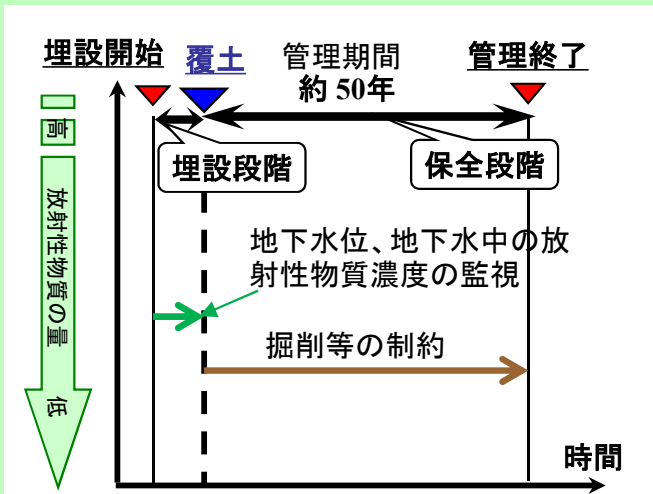 埋設開始
覆土
管理期間
約 50年
管理終了
埋設段階
保全段階
高
放射性物質の量
低
地下水位、地下水中の放
射性物質濃度の監視
掘削等の制約
時間